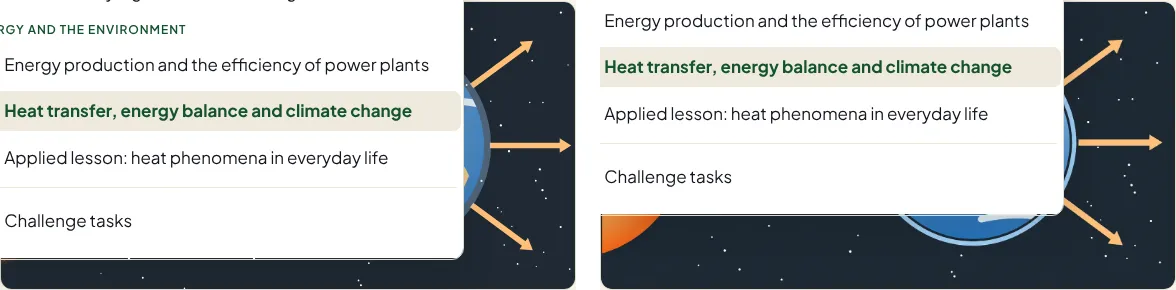 RGY AND THE ENVIRONMENT
Energy production and the efficiency of power plants
Heat transfer, energy balance and climate change
Applied lesson: heat phenomena in everyday life
Challenge tasks
Energy production and the efficiency of power plants
Heat transfer, energy balance and climate change
Applied lesson: heat phenomena in everyday life
Challenge tasks